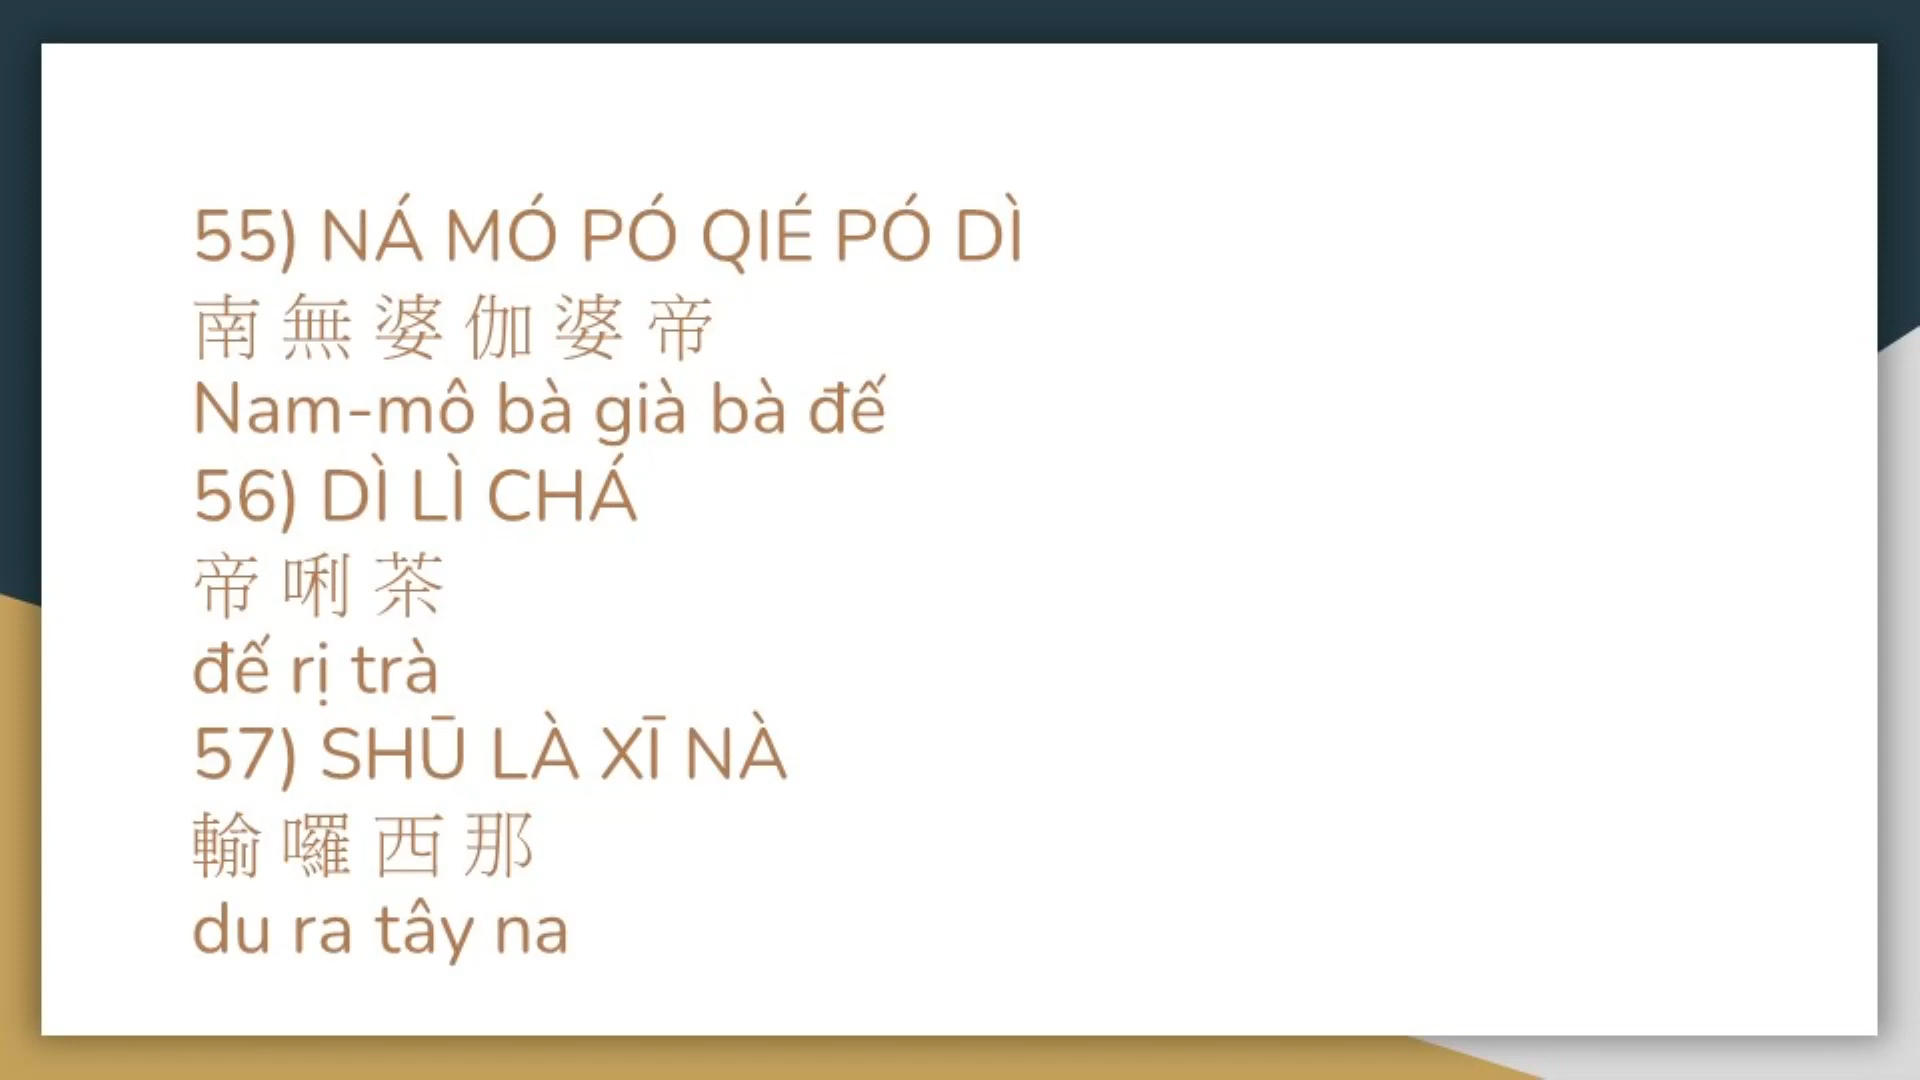 55) NÁ MÓ PÓ QIÉ PÓ DÌ
南 無 婆 伽 婆 帝
Nam-mô bà già bà đế
56) DÌ LÌ CHÁ
帝 唎 茶
đế rị trà
57) SHŪ LÀ XĪ NÀ
輸 囉 西 那
du ra tây na